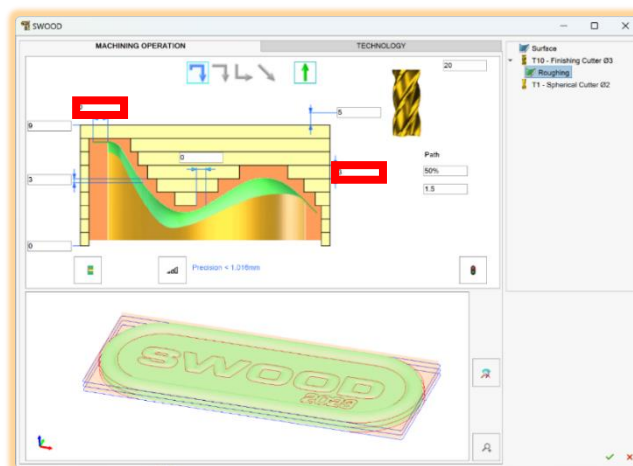 SWOOD
MACHINING OPERATION
TECHNOLOGY
Surface
T10 - Finishing Cutter Ø3
Roughing
T1 - Spherical Cutter Ø2
20
5
9
0
3
Path
50%
1.5
0
Precision < 1.016mm
SWOOD
2023